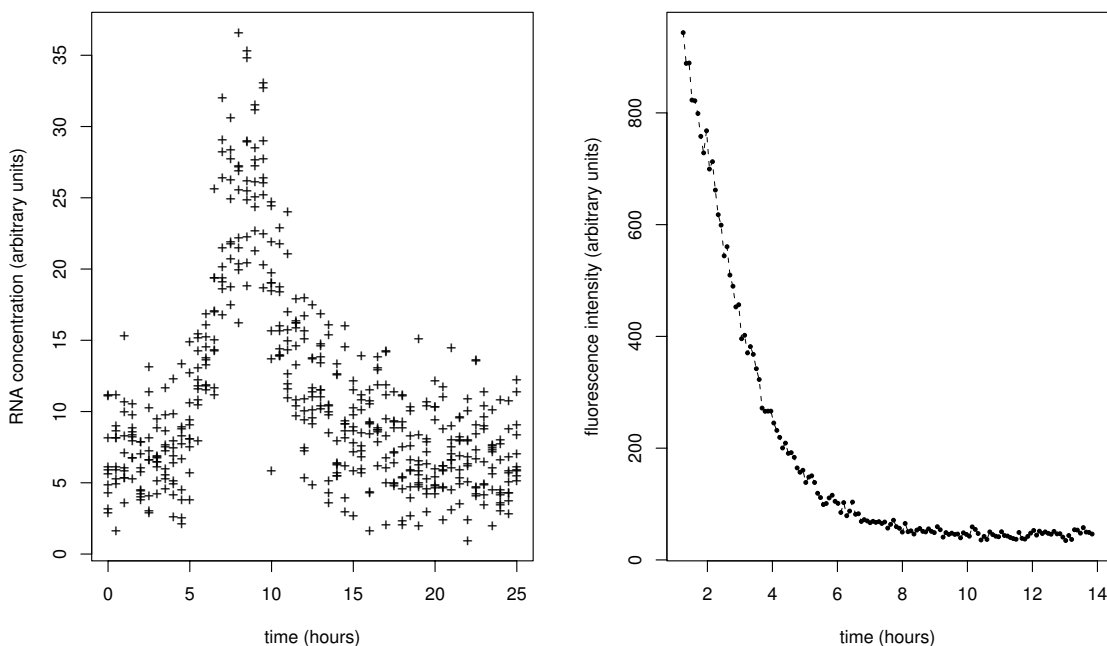 RNA concentration (arbitrary units)
35
30
25
20
15
10
5
0
0 5 10 15 20 25
time (hours)
fluorescence intensity (arbitrary units)
800
600
400
200
0
2 4 6 8 10 12 14
time (hours)